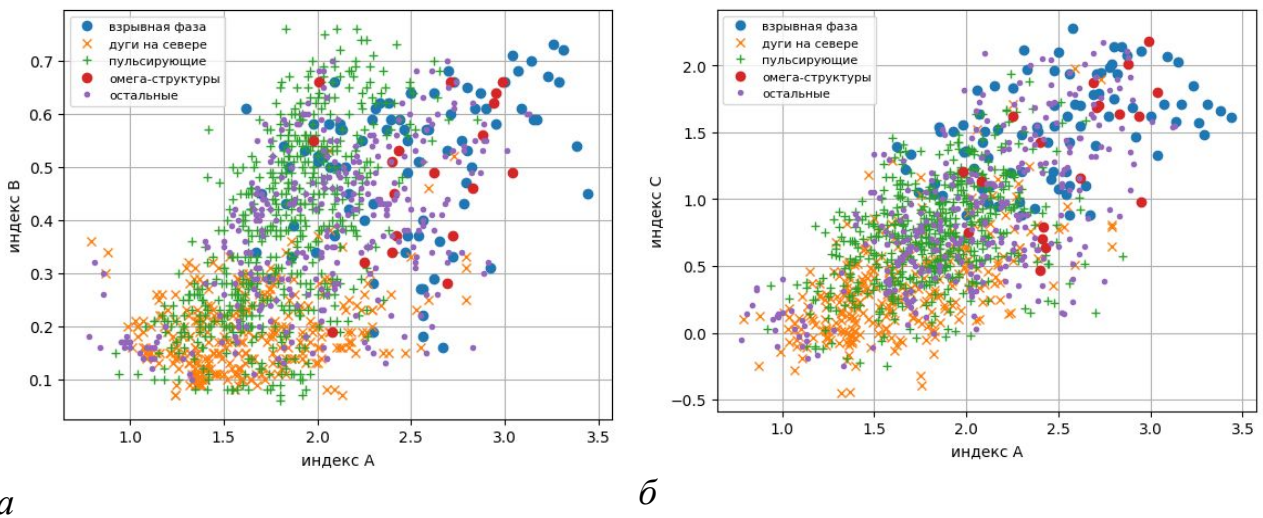 взрывная фаза
дуги на севере
пульсирующие
омега-структуры
остальные
0.7
0.6
0.5
0.4
0.3
0.2
0.1
индекс B
1.0 1.5 2.0 2.5 3.0 3.5
индекс A
а
взрывная фаза
дуги на севере
пульсирующие
омега-структуры
остальные
2.0
1.5
1.0
0.5
0.0
−0.5
индекс C
1.0 1.5 2.0 2.5 3.0 3.5
индекс A
б